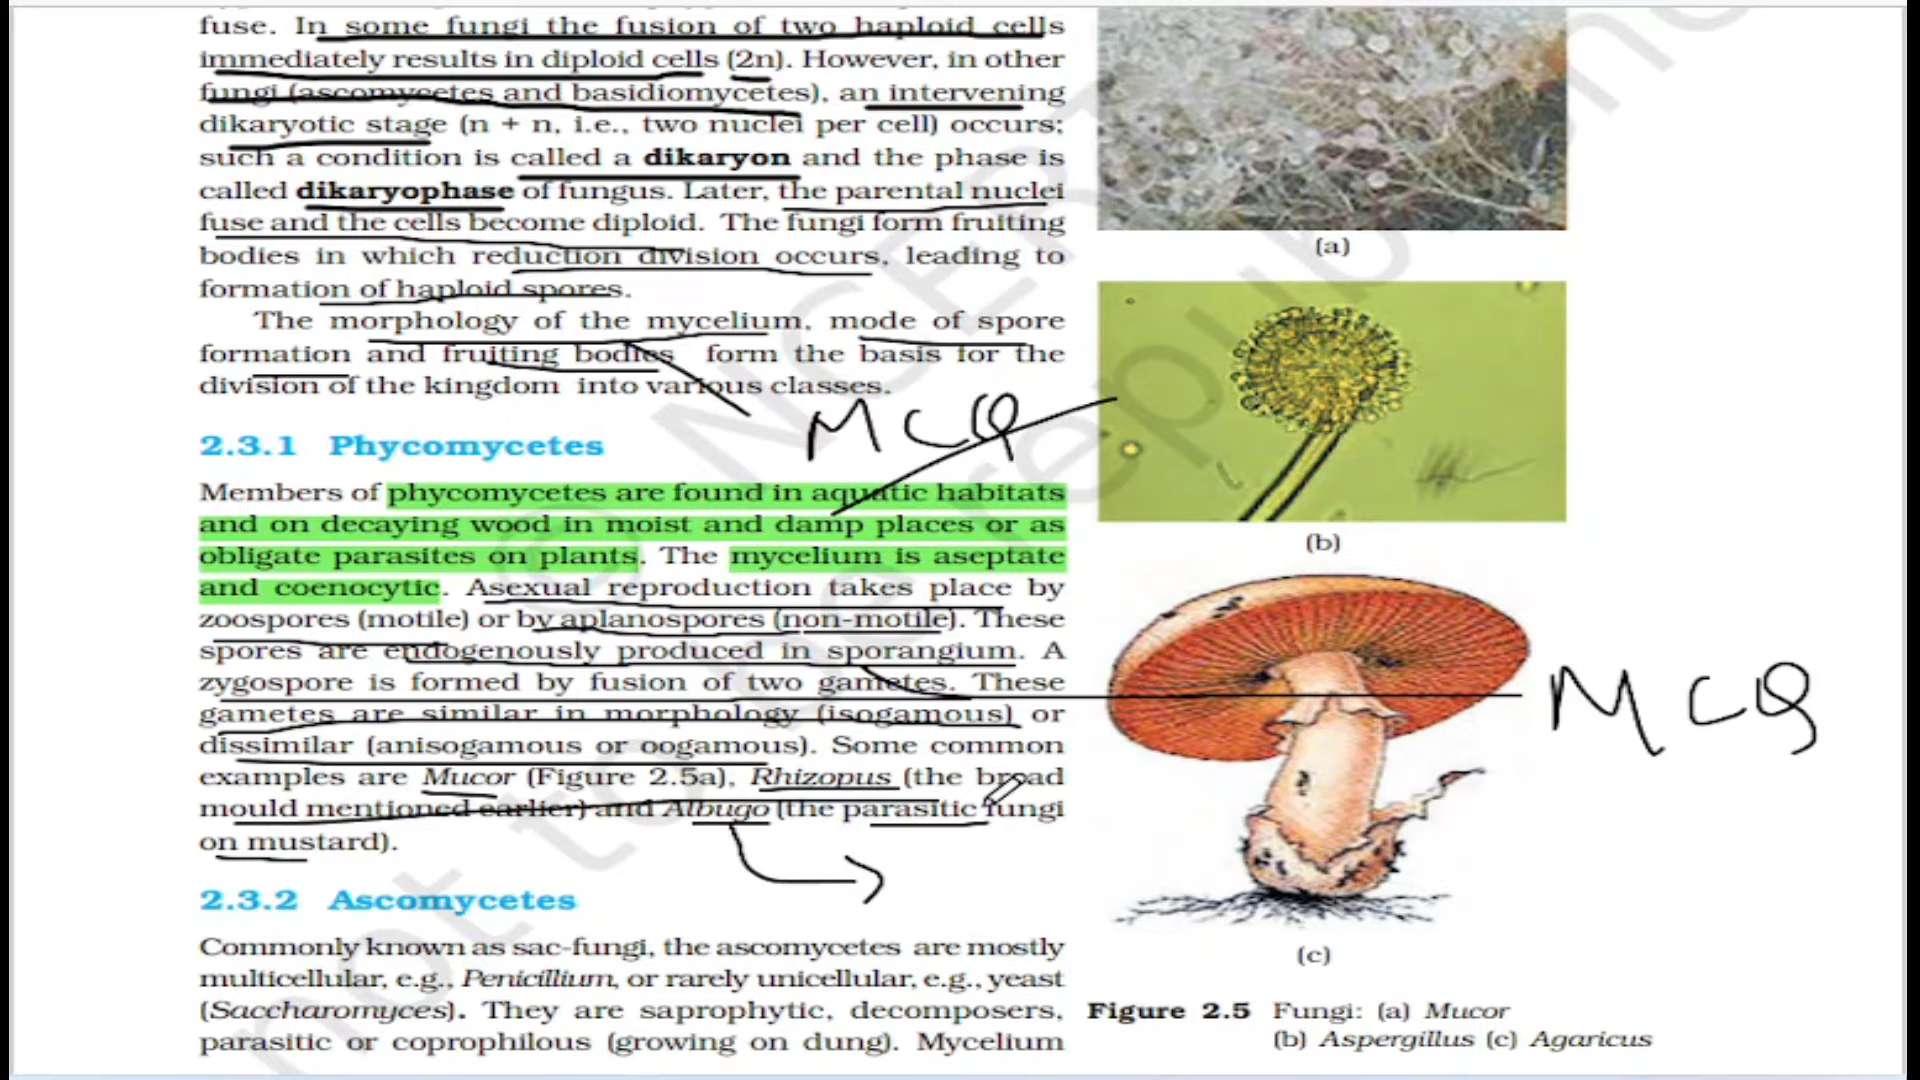 fuse. In some fungi the fusion of two haploid cells
immediately results in diploid cells (2n). However, in other
fungi (ascomycetes and basidiomycetes), an intervening
dikaryotic stage (n + n, i.e., two nuclei per cell) occurs;
such a condition is called a dikaryon and the phase is
called dikaryophase of fungus. Later, the parental nuclei
fuse and the cells become diploid. The fungi form fruiting
bodies in which reduction division occurs, leading to
formation of haploid spores.
The morphology of the mycelium, mode of spore
formation and fruiting bodies form the basis for the
division of the kingdom into various classes.
MCQ
2.3.1 Phycomycetes
Members of phycomycetes are found in aquatic habitats
and on decaying wood in moist and damp places or as
obligate parasites on plants. The mycelium is aseptate
and coenocytic. Asexual reproduction takes place by
zoospores (motile) or by aplanospores (non-motile). These
spores are endogenously produced in sporangium. A
zygospore is formed by fusion of two gametes. These
gametes are similar in morphology (isogamous) or
dissimilar (anisogamous or oogamous). Some common
examples are Mucor (Figure 2.5a), Rhizopus (the bread
mould mentioned earlier) and Albugo (the parasitic fungi
on mustard).
2.3.2 Ascomycetes
Commonly known as sac-fungi, the ascomycetes are mostly
multicellular, e.g., Penicillium, or rarely unicellular, e.g., yeast
(Saccharomyces). They are saprophytic, decomposers,
parasitic or coprophilous (growing on dung). Mycelium
(a)
(b)
MCQ
(c)
Figure 2.5 Fungi: (a) Mucor
(b) Aspergillus (c) Agaricus
© NCERT
not to be republished